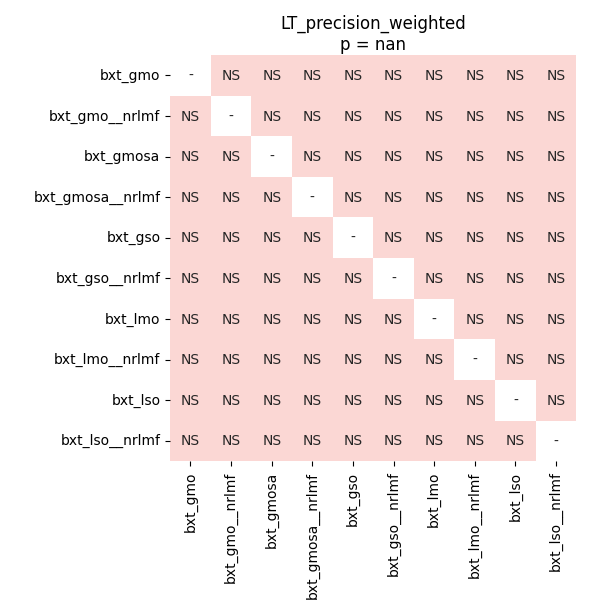 LT_precision_weighted
p = nan
bxt_gmo - NS NS NS NS NS NS NS NS NS
bxt_gmo__nrlmf NS - NS NS NS NS NS NS NS NS
bxt_gmosa NS NS - NS NS NS NS NS NS NS
bxt_gmosa__nrlmf NS NS NS - NS NS NS NS NS NS
bxt_gso NS NS NS NS - NS NS NS NS NS
bxt_gso__nrlmf NS NS NS NS NS - NS NS NS NS
bxt_lmo NS NS NS NS NS NS - NS NS NS
bxt_lmo__nrlmf NS NS NS NS NS NS NS - NS NS
bxt_lso NS NS NS NS NS NS NS NS - NS
bxt_lso__nrlmf NS NS NS NS NS NS NS NS NS -
bxt_gmo
bxt_gmo__nrlmf
bxt_gmosa
bxt_gmosa__nrlmf
bxt_gso
bxt_gso__nrlmf
bxt_lmo
bxt_lmo__nrlmf
bxt_lso
bxt_lso__nrlmf